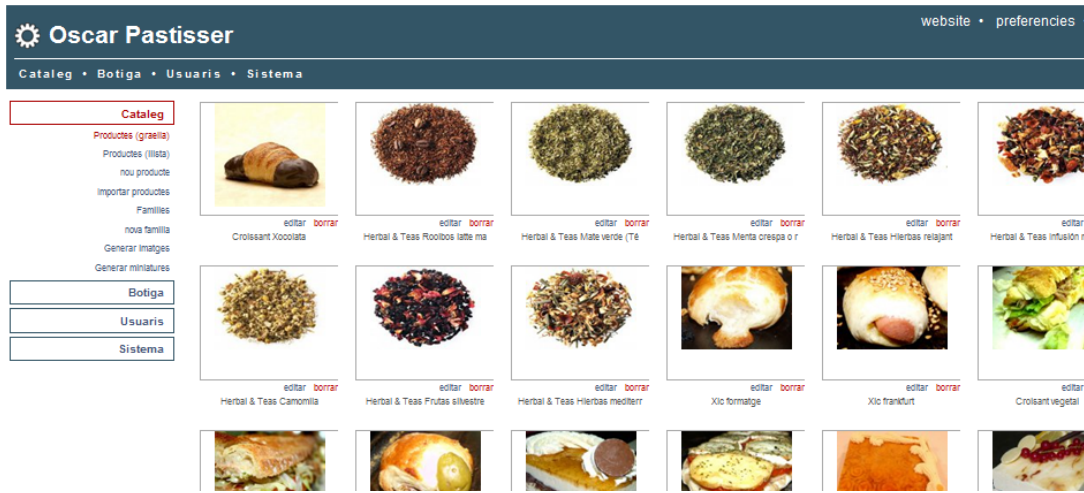 website • preferencies
Oscar Pastisser
Cataleg • Botiga • Usuaris • Sistema
Cataleg
Productes (graella)
Productes (llista)
nou producte
Importar productes
Families
nova familia
Generar imatges
Generar miniatures
Botiga
Usuaris
Sistema
editar borrar
Croissant Xocolata
editar borrar
Herbal & Teas Rooibos latte ma
editar borrar
Herbal & Teas Mate verde (Té
editar borrar
Herbal & Teas Menta crespa o r
editar borrar
Herbal & Teas Hierbas relajant
editar
Herbal & Teas Infusión r
editar borrar
Herbal & Teas Camomila
editar borrar
Herbal & Teas Frutas silvestre
editar borrar
Herbal & Teas Hierbas mediterr
editar borrar
Xic formatge
editar borrar
Xic frankfurt
editar
Croisant vegetal